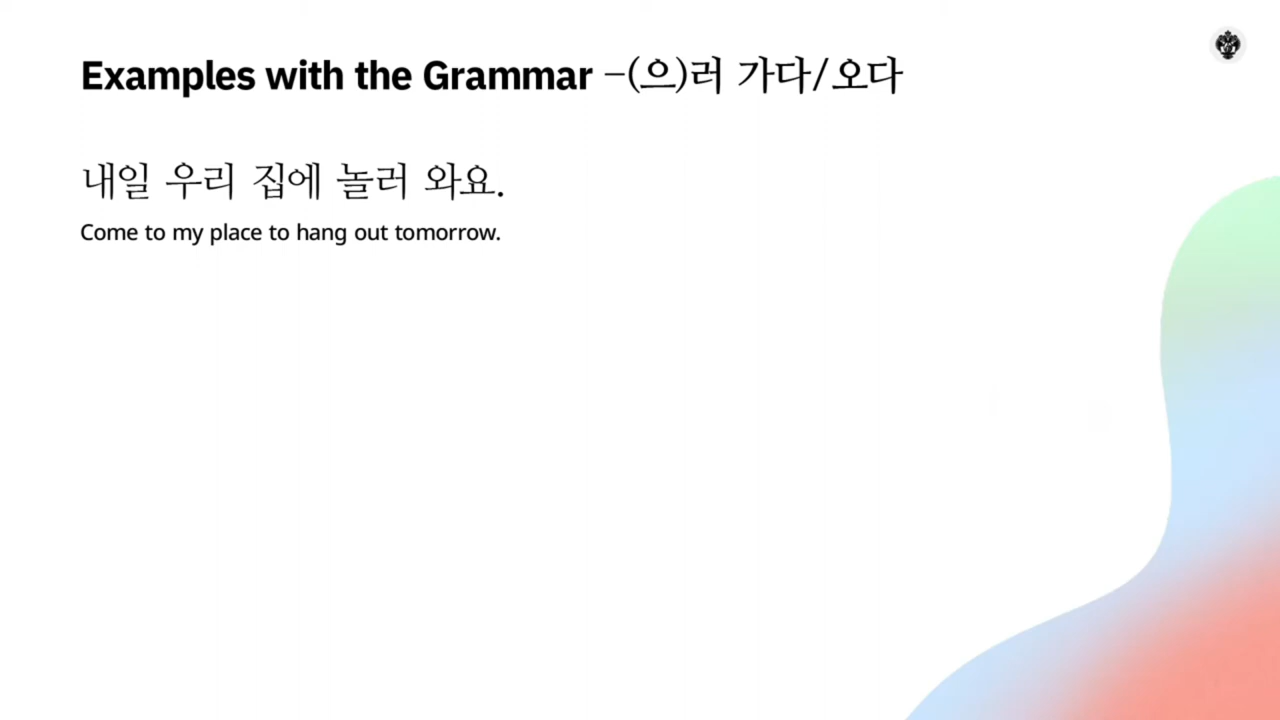 Examples with the Grammar –(으)러 가다/오다
내일 우리 집에 놀러 와요.
Come to my place to hang out tomorrow.